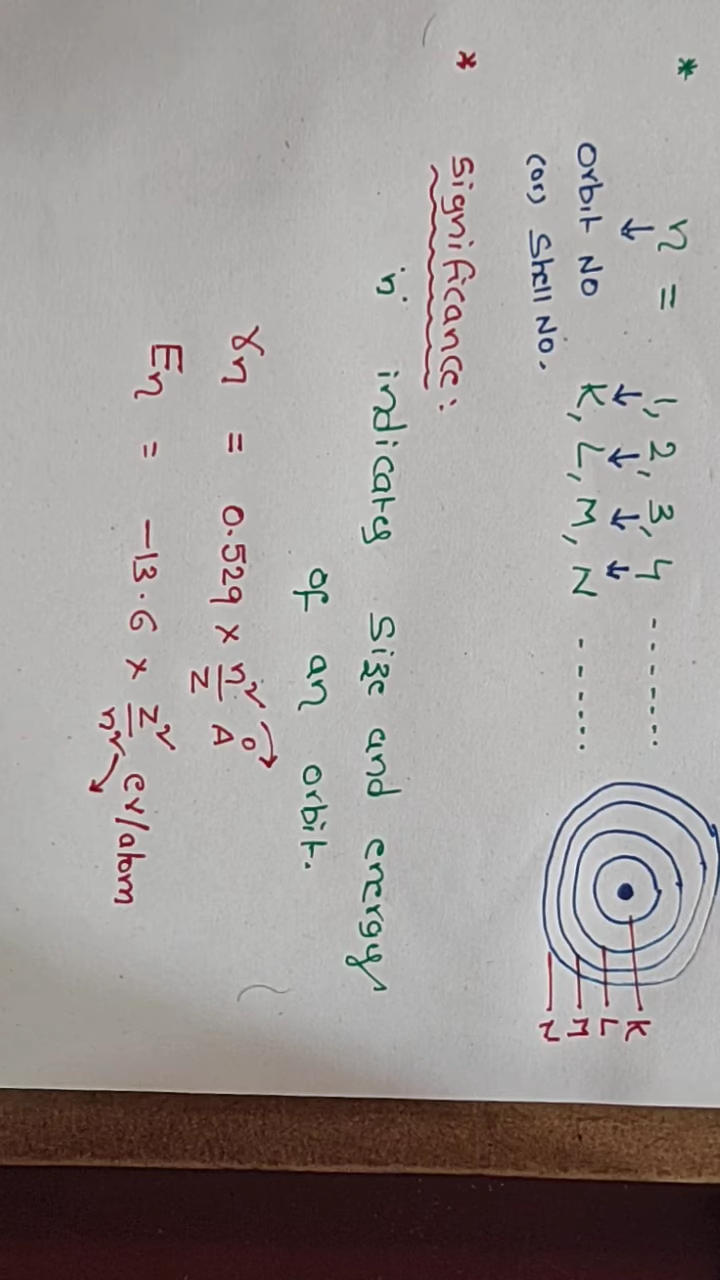 * n = 1, 2, 3, 4 -------
↓ ↓ ↓ ↓ ↓
Orbit No K, L, M, N -------
(or) Shell No.
K
L
M
N
* Significance:
'n' indicates Size and energy
of an orbit.
rn = 0.529 × n²/Z Å
En = -13.6 × Z²/n² ev/atom